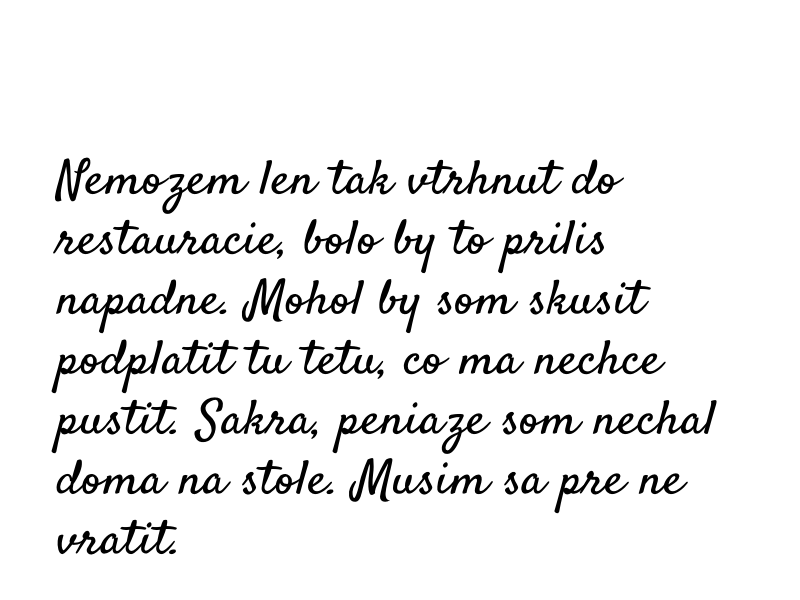 Nemozem len tak vtrhnut do
restauracie, bolo by to prilis
napadne. Mohol by som skusit
podplatit tu tetu, co ma nechce
pustit. Sakra, peniaze som nechal
doma na stole. Musim sa pre ne
vratit.